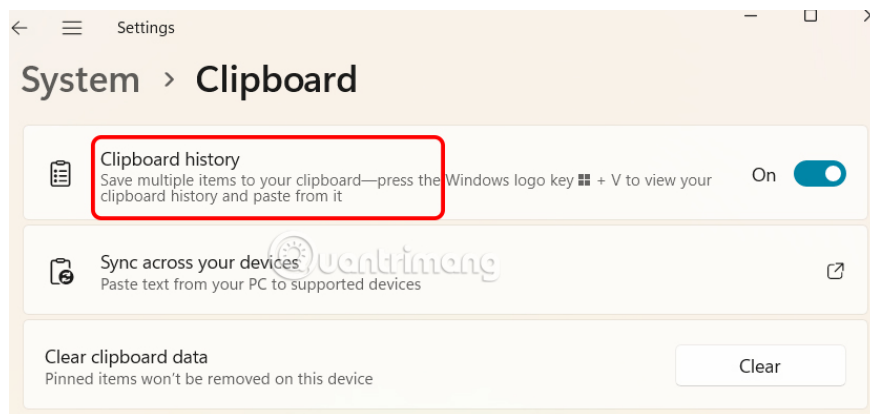 Settings
System > Clipboard
Clipboard history
Save multiple items to your clipboard—press the Windows logo key + V to view your
clipboard history and paste from it
On
Sync across your devices
Paste text from your PC to supported devices
Quantrimang
Clear clipboard data
Pinned items won't be removed on this device
Clear